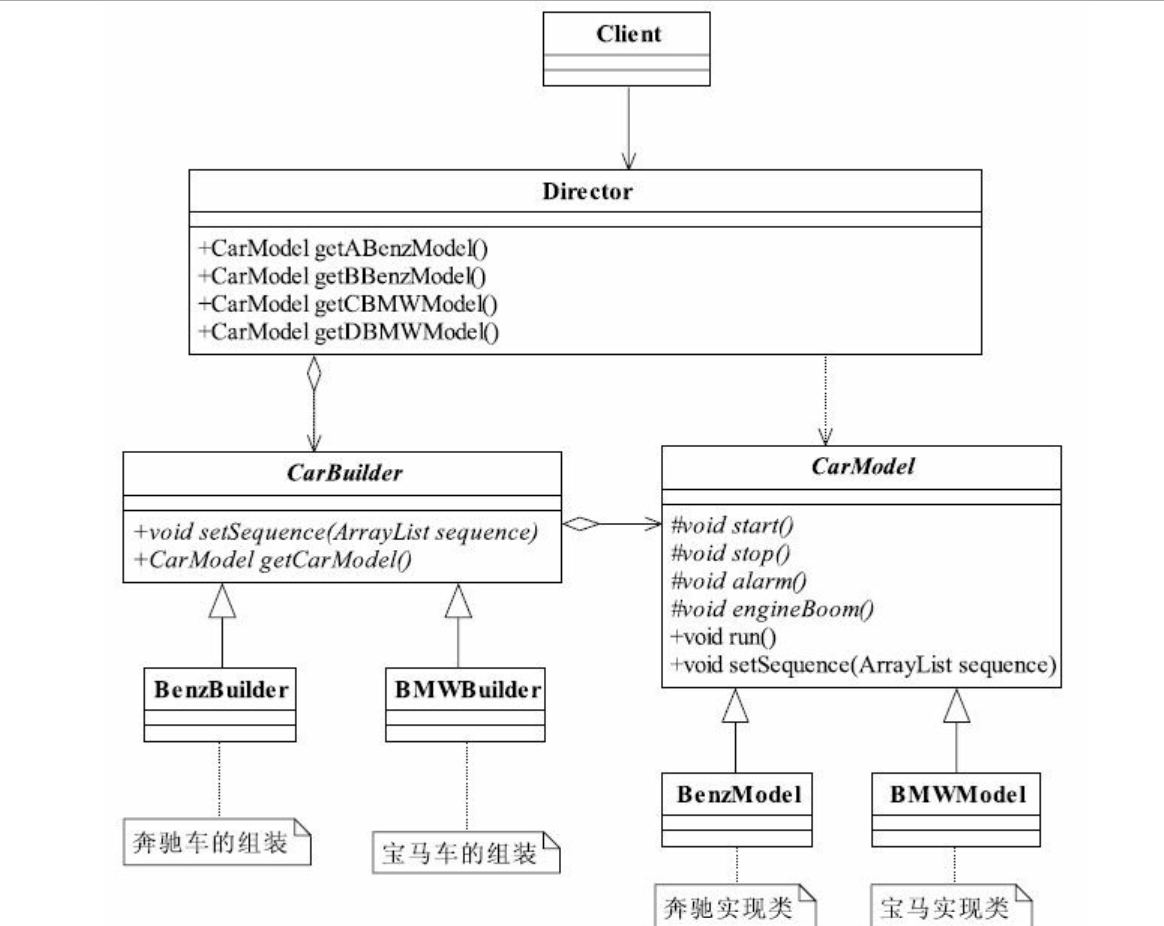 Client
Director
+CarModel getABenzModel()
+CarModel getBBenzModel()
+CarModel getCBMWModel()
+CarModel getDBMWModel()
CarBuilder
+void setSequence(ArrayList sequence)
+CarModel getCarModel()
CarModel
#void start()
#void stop()
#void alarm()
#void engineBoom()
+void run()
+void setSequence(ArrayList sequence)
BenzBuilder
BMWBuilder
BenzModel
BMWModel
奔驰车的组装
宝马车的组装
奔驰实现类
宝马实现类